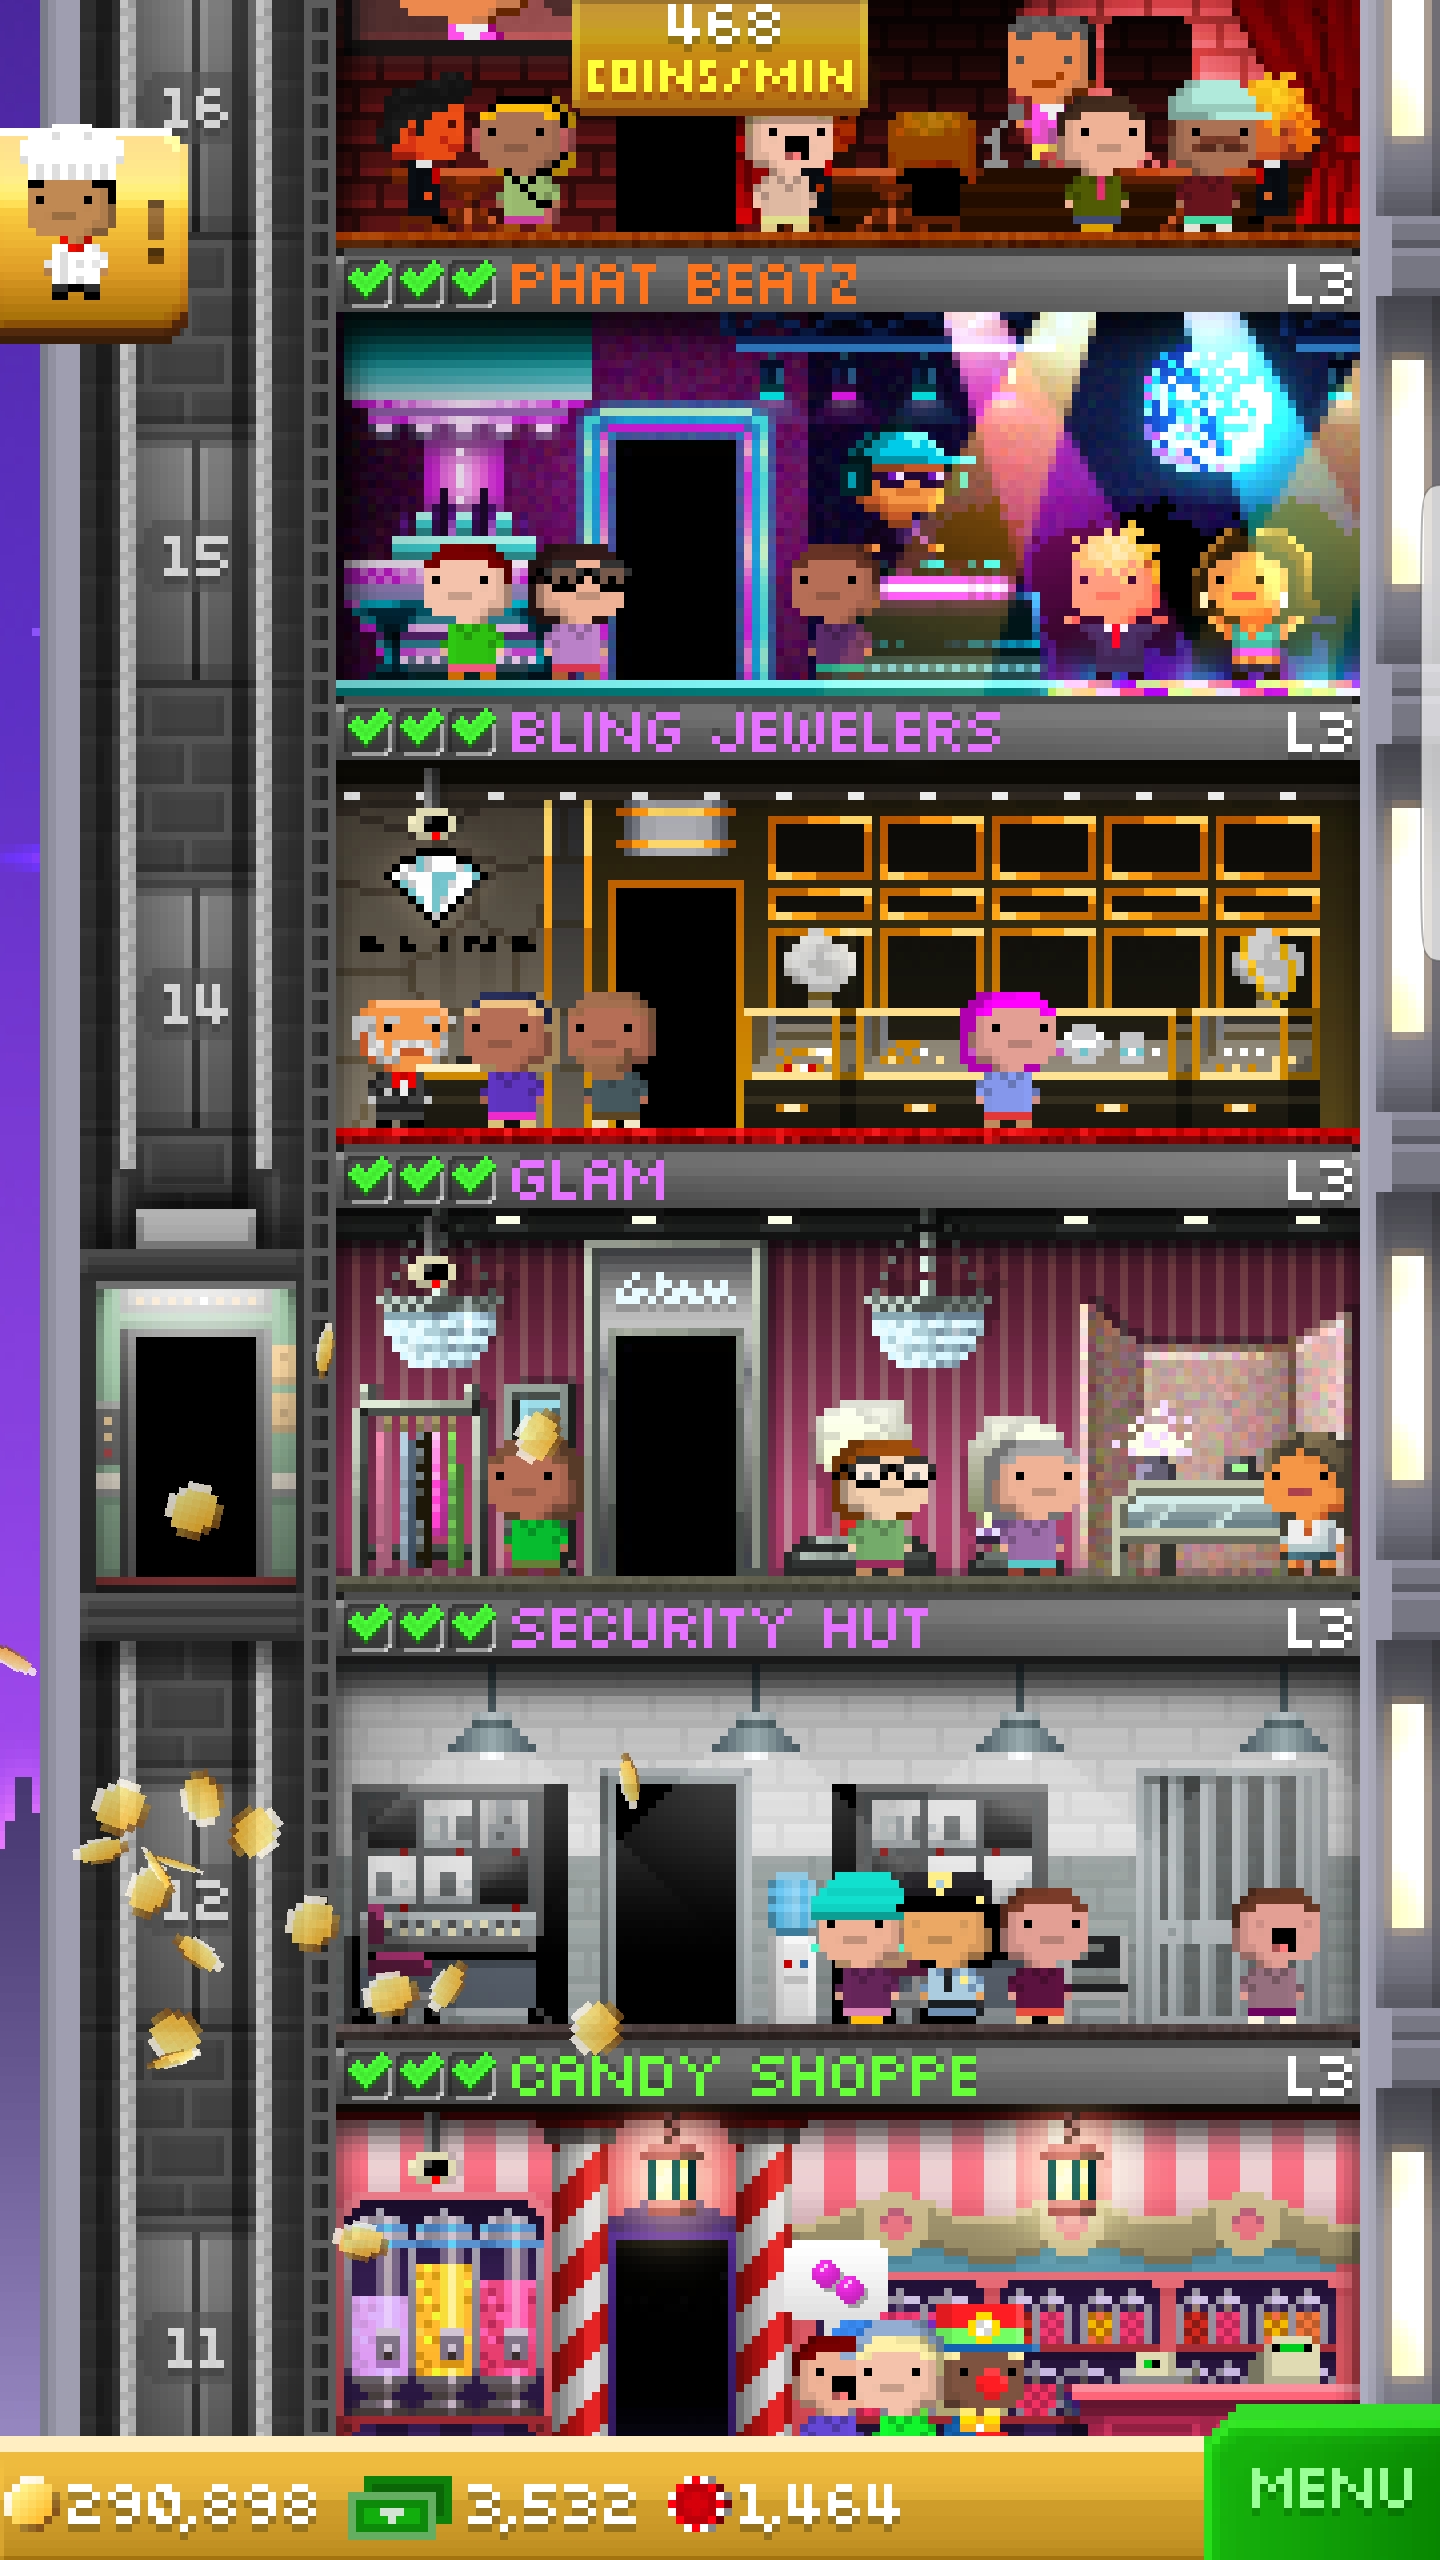 468
COINS/MIN
16
!
PHAT BEATZ L3
15
BLING JEWELERS L3
BLING
14
GLAM L3
Glam
SECURITY HUT L3
12
CANDY SHOPPE L3
11
290,898 3,532 1,464 MENU